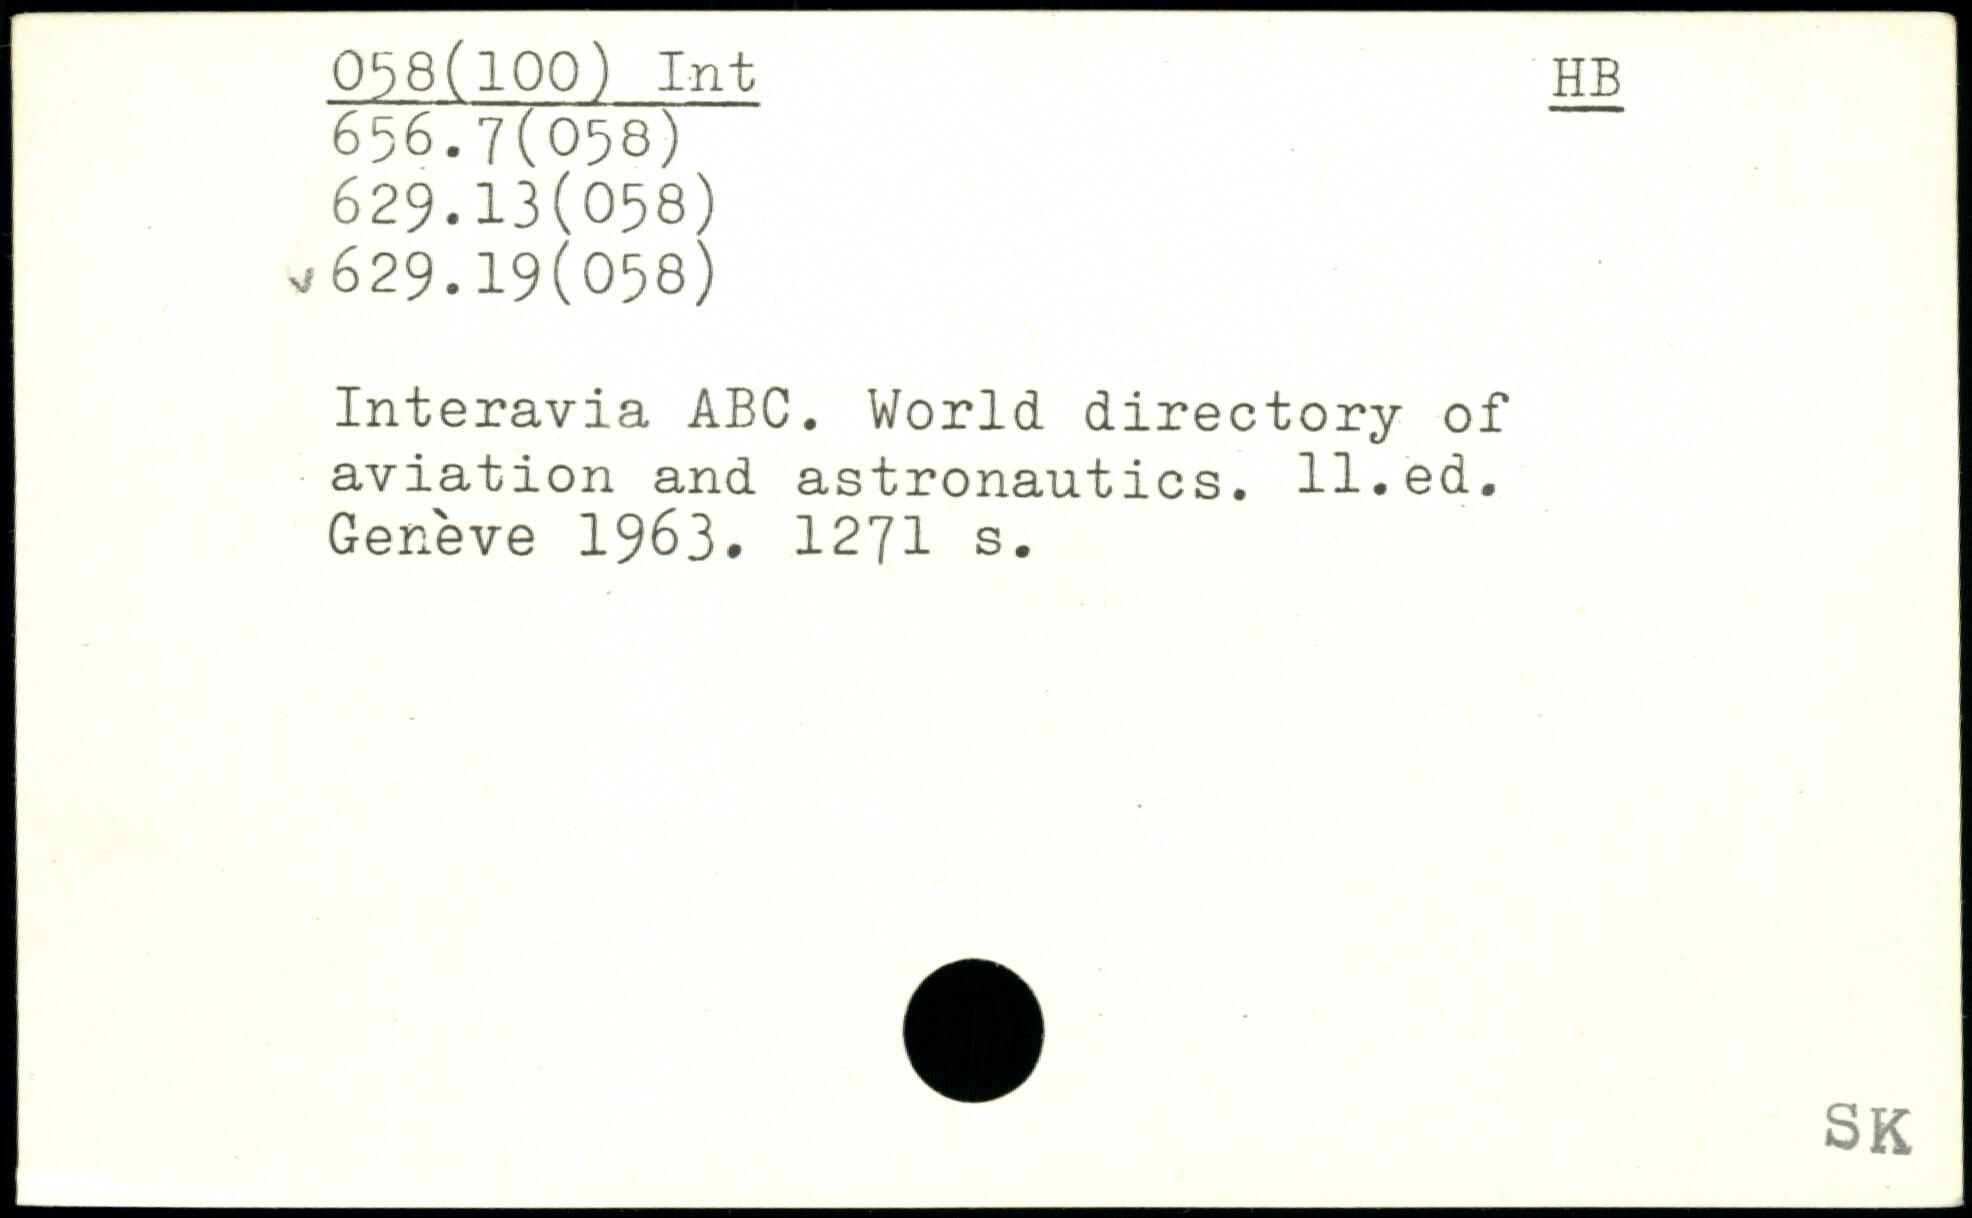 058(100) Int HB
656.7(058)
629.13(058)
v 629.19(058)
Interavia ABC. World directory of
aviation and astronautics. 11.ed.
Genève 1963. 1271 s.
SK